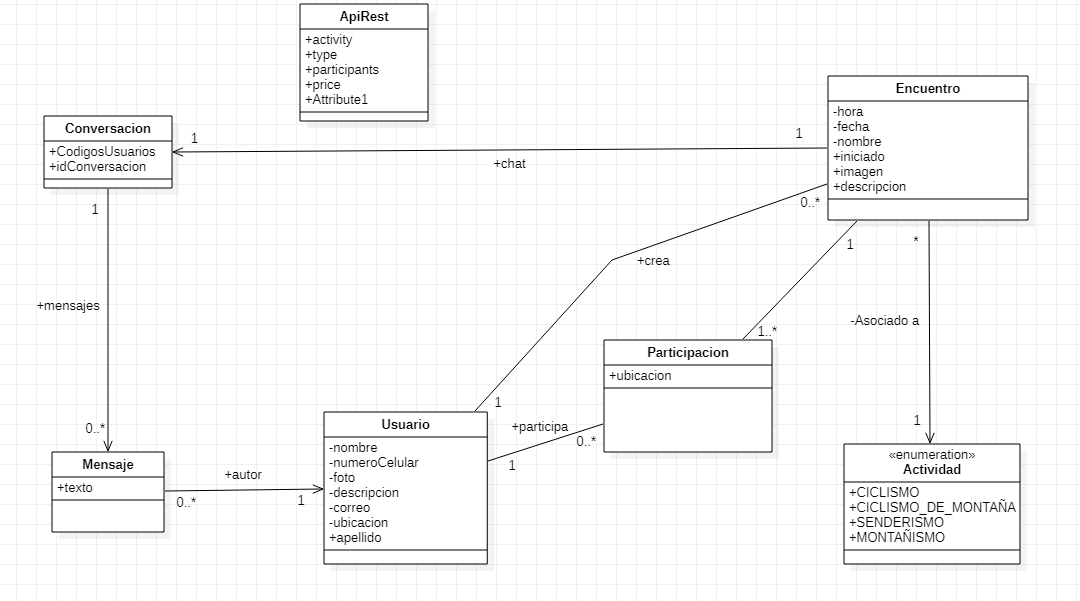 ApiRest
+activity
+type
+participants
+price
+Attribute1
Encuentro
-hora
-fecha
-nombre
+iniciado
+imagen
+descripcion
Conversacion
+CodigosUsuarios
+idConversacion
1
1
+chat
0..*
1
+crea
1
*
+mensajes
-Asociado a
1..*
Participacion
+ubicacion
1
0..*
1
+participa
0..*
1
1
Usuario
-nombre
-numeroCelular
-foto
-descripcion
-correo
-ubicacion
+apellido
Mensaje
+texto
+autor
0..*
1
«enumeration»
Actividad
+CICLISMO
+CICLISMO_DE_MONTAÑA
+SENDERISMO
+MONTAÑISMO